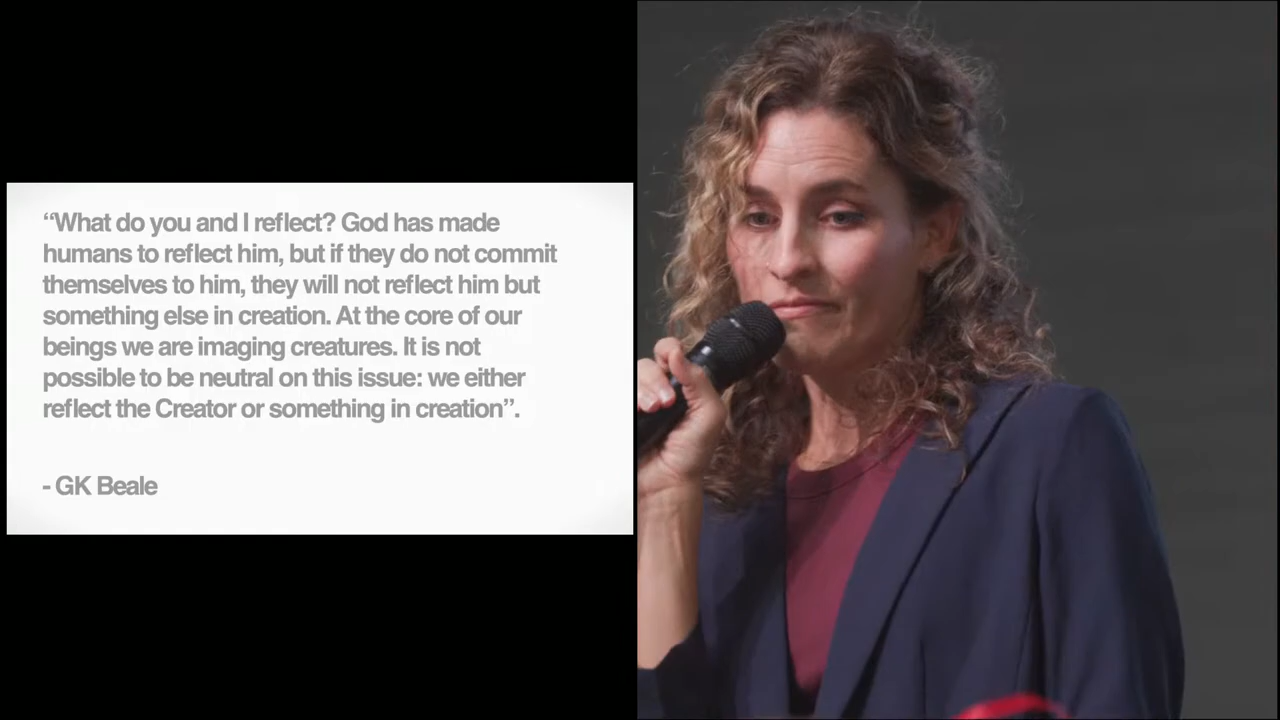 “What do you and I reflect? God has made
humans to reflect him, but if they do not commit
themselves to him, they will not reflect him but
something else in creation. At the core of our
beings we are imaging creatures. It is not
possible to be neutral on this issue: we either
reflect the Creator or something in creation”.
- GK Beale